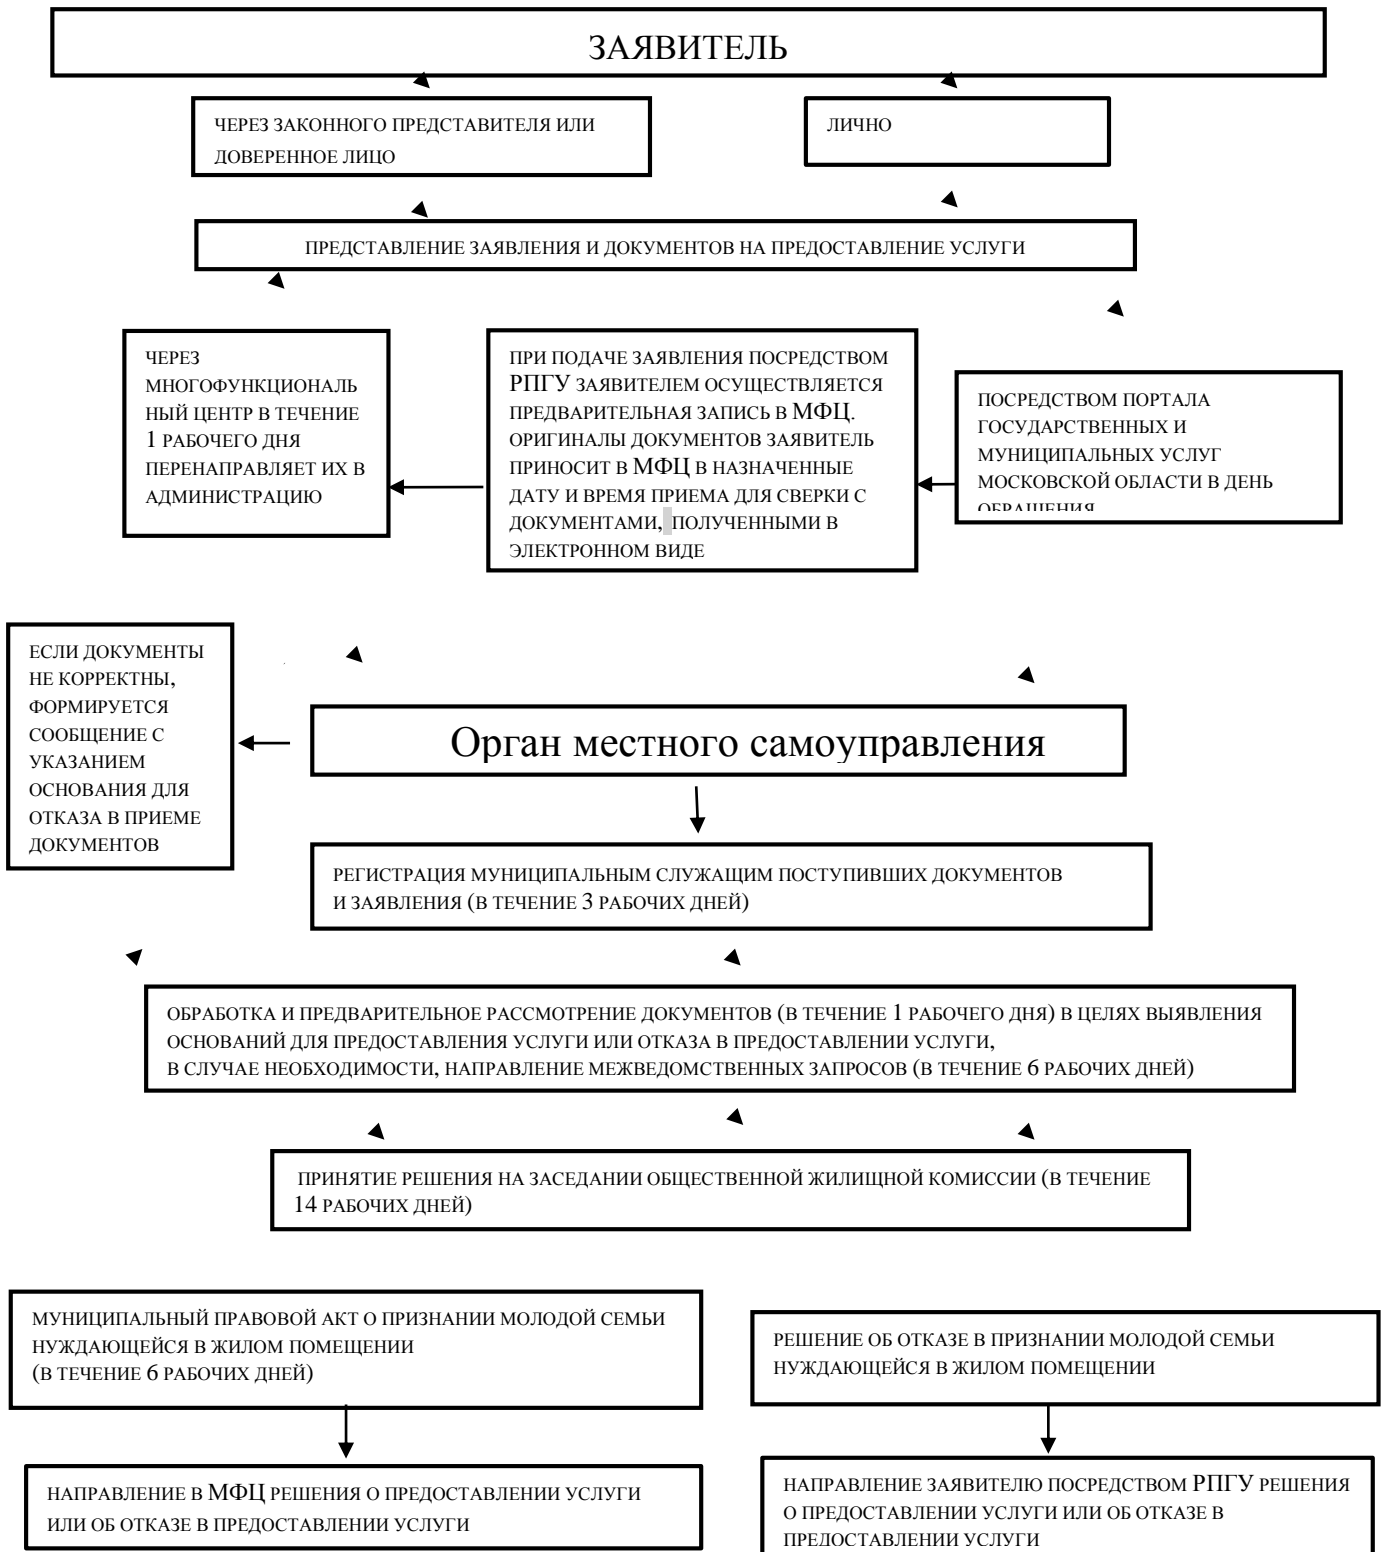 ЗАЯВИТЕЛЬ
ЧЕРЕЗ ЗАКОННОГО ПРЕДСТАВИТЕЛЯ ИЛИ
ДОВЕРЕННОЕ ЛИЦО
ЛИЧНО
ПРЕДСТАВЛЕНИЕ ЗАЯВЛЕНИЯ И ДОКУМЕНТОВ НА ПРЕДОСТАВЛЕНИЕ УСЛУГИ
ЧЕРЕЗ
МНОГОФУНКЦИОНАЛЬ
НЫЙ ЦЕНТР В ТЕЧЕНИЕ
1 РАБОЧЕГО ДНЯ
ПЕРЕНАПРАВЛЯЕТ ИХ В
АДМИНИСТРАЦИЮ
ПРИ ПОДАЧЕ ЗАЯВЛЕНИЯ ПОСРЕДСТВОМ
РПГУ ЗАЯВИТЕЛЕМ ОСУЩЕСТВЛЯЕТСЯ
ПРЕДВАРИТЕЛЬНАЯ ЗАПИСЬ В МФЦ.
ОРИГИНАЛЫ ДОКУМЕНТОВ ЗАЯВИТЕЛЬ
ПРИНОСИТ В МФЦ В НАЗНАЧЕННЫЕ
ДАТУ И ВРЕМЯ ПРИЕМА ДЛЯ СВЕРКИ С
ДОКУМЕНТАМИ, ПОЛУЧЕННЫМИ В
ЭЛЕКТРОННОМ ВИДЕ
ПОСРЕДСТВОМ ПОРТАЛА
ГОСУДАРСТВЕННЫХ И
МУНИЦИПАЛЬНЫХ УСЛУГ
МОСКОВСКОЙ ОБЛАСТИ В ДЕНЬ
ОБРАЩЕНИЯ
ЕСЛИ ДОКУМЕНТЫ
НЕ КОРРЕКТНЫ,
ФОРМИРУЕТСЯ
СООБЩЕНИЕ С
УКАЗАНИЕМ
ОСНОВАНИЯ ДЛЯ
ОТКАЗА В ПРИЕМЕ
ДОКУМЕНТОВ
Орган местного самоуправления
РЕГИСТРАЦИЯ МУНИЦИПАЛЬНЫМ СЛУЖАЩИМ ПОСТУПИВШИХ ДОКУМЕНТОВ
И ЗАЯВЛЕНИЯ (В ТЕЧЕНИЕ 3 РАБОЧИХ ДНЕЙ)
ОБРАБОТКА И ПРЕДВАРИТЕЛЬНОЕ РАССМОТРЕНИЕ ДОКУМЕНТОВ (В ТЕЧЕНИЕ 1 РАБОЧЕГО ДНЯ) В ЦЕЛЯХ ВЫЯВЛЕНИЯ
ОСНОВАНИЙ ДЛЯ ПРЕДОСТАВЛЕНИЯ УСЛУГИ ИЛИ ОТКАЗА В ПРЕДОСТАВЛЕНИИ УСЛУГИ,
В СЛУЧАЕ НЕОБХОДИМОСТИ, НАПРАВЛЕНИЕ МЕЖВЕДОМСТВЕННЫХ ЗАПРОСОВ (В ТЕЧЕНИЕ 6 РАБОЧИХ ДНЕЙ)
ПРИНЯТИЕ РЕШЕНИЯ НА ЗАСЕДАНИИ ОБЩЕСТВЕННОЙ ЖИЛИЩНОЙ КОМИССИИ (В ТЕЧЕНИЕ
14 РАБОЧИХ ДНЕЙ)
МУНИЦИПАЛЬНЫЙ ПРАВОВОЙ АКТ О ПРИЗНАНИИ МОЛОДОЙ СЕМЬИ
НУЖДАЮЩЕЙСЯ В ЖИЛОМ ПОМЕЩЕНИИ
(В ТЕЧЕНИЕ 6 РАБОЧИХ ДНЕЙ)
РЕШЕНИЕ ОБ ОТКАЗЕ В ПРИЗНАНИИ МОЛОДОЙ СЕМЬИ
НУЖДАЮЩЕЙСЯ В ЖИЛОМ ПОМЕЩЕНИИ
НАПРАВЛЕНИЕ В МФЦ РЕШЕНИЯ О ПРЕДОСТАВЛЕНИИ УСЛУГИ
ИЛИ ОБ ОТКАЗЕ В ПРЕДОСТАВЛЕНИИ УСЛУГИ
НАПРАВЛЕНИЕ ЗАЯВИТЕЛЮ ПОСРЕДСТВОМ РПГУ РЕШЕНИЯ
О ПРЕДОСТАВЛЕНИИ УСЛУГИ ИЛИ ОБ ОТКАЗЕ В
ПРЕДОСТАВЛЕНИИ УСЛУГИ